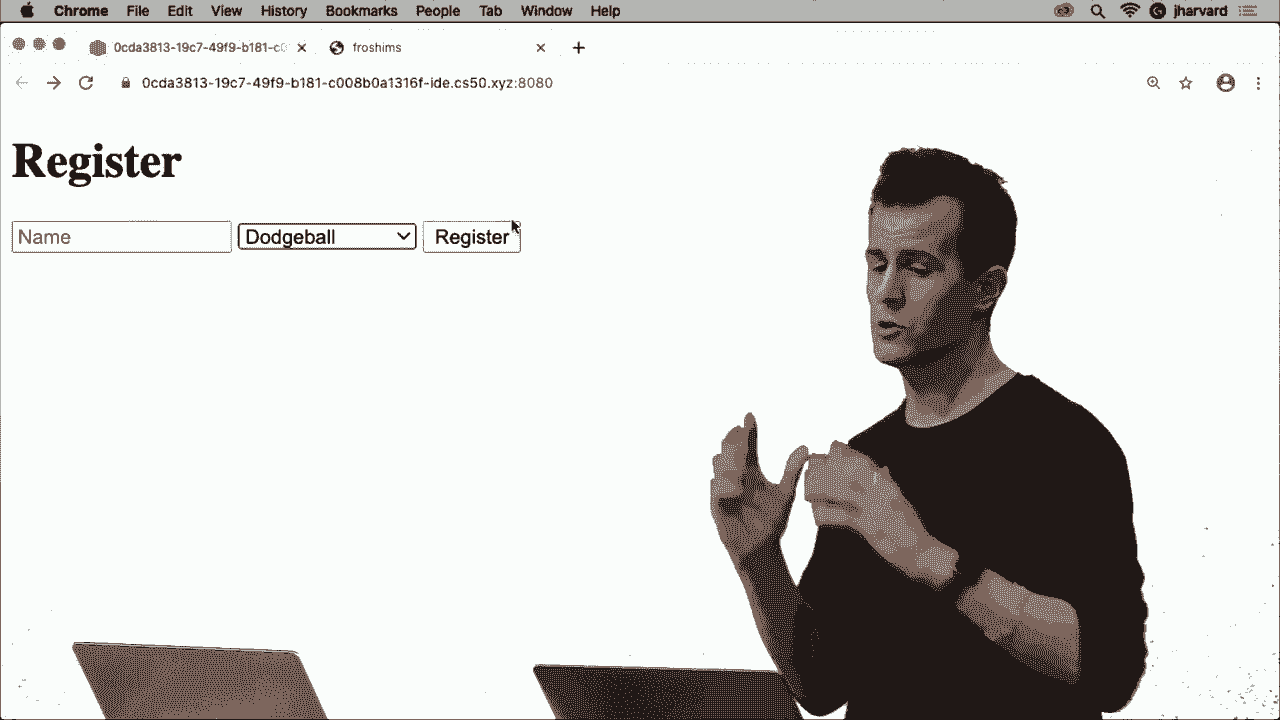 Chrome File Edit View History Bookmarks People Tab Window Help jharvard
0cda3813-19c7-49f9-b181-c0 froshims
0cda3813-19c7-49f9-b181-c008b0a1316f-ide.cs50.xyz:8080
Register
Name Dodgeball Register